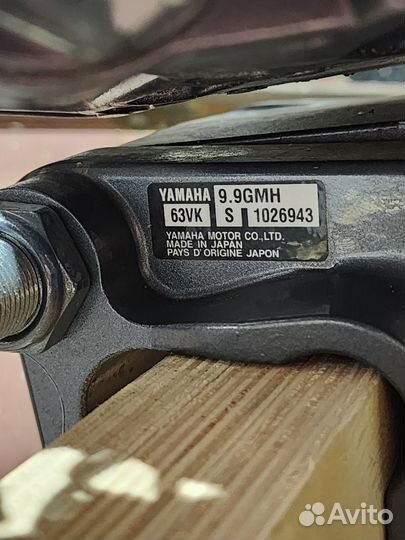 YAMAHA 9.9GMH
63VK S 1026943
YAMAHA MOTOR CO.,LTD.
MADE IN JAPAN
PAYS D'ORIGINE JAPON
Avito